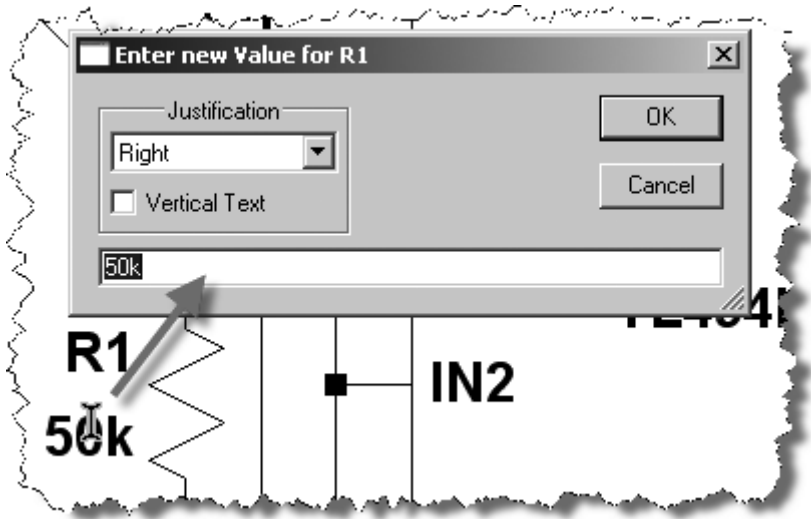 Enter new Value for R1
Justification
Right
Vertical Text
OK
Cancel
50k
R1
IN2
50k